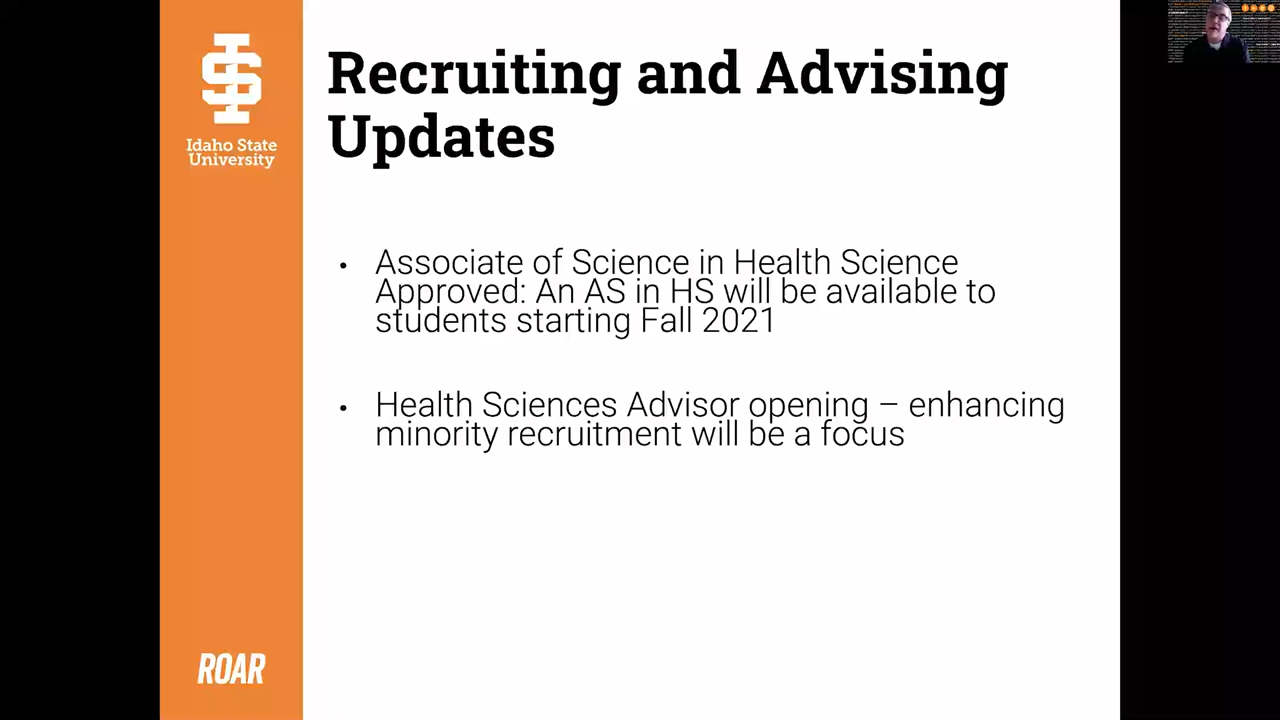 Idaho State
University
Recruiting and Advising
Updates
• Associate of Science in Health Science
Approved: An AS in HS will be available to
students starting Fall 2021
• Health Sciences Advisor opening – enhancing
minority recruitment will be a focus
ROAR